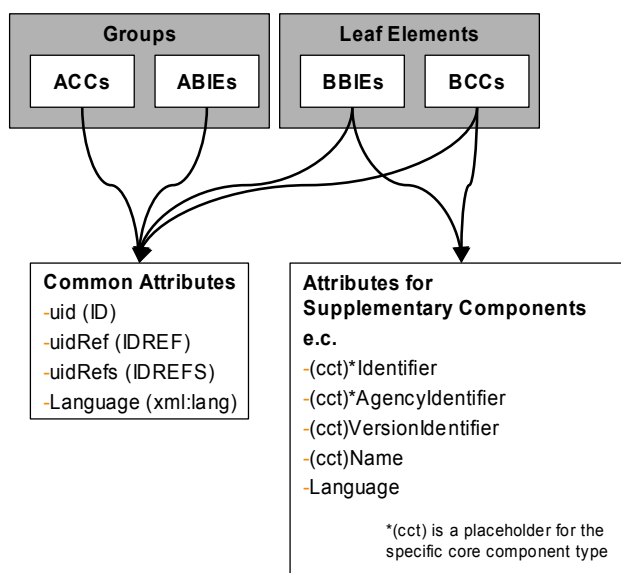 Groups
ACCs
ABIEs
Leaf Elements
BBIEs
BCCs
Common Attributes
-uid (ID)
-uidRef (IDREF)
-uidRefs (IDREFS)
-Language (xml:lang)
Attributes for
Supplementary Components
e.c.
-(cct)*Identifier
-(cct)*AgencyIdentifier
-(cct)VersionIdentifier
-(cct)Name
-Language
*(cct) is a placeholder for the
specific core component type